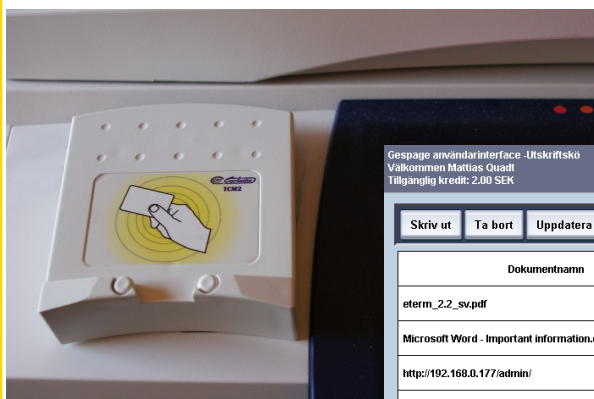 Cartadis
TCM2
Gespage användarinterface -Utskriftskö
Välkommen Mattias Quadt
Tillgänglig kredit: 2.00 SEK
Skriv ut Ta bort Uppdatera
Dokumentnamn
eterm_2.2_sv.pdf
Microsoft Word - Important information.
http://192.168.0.177/admin/